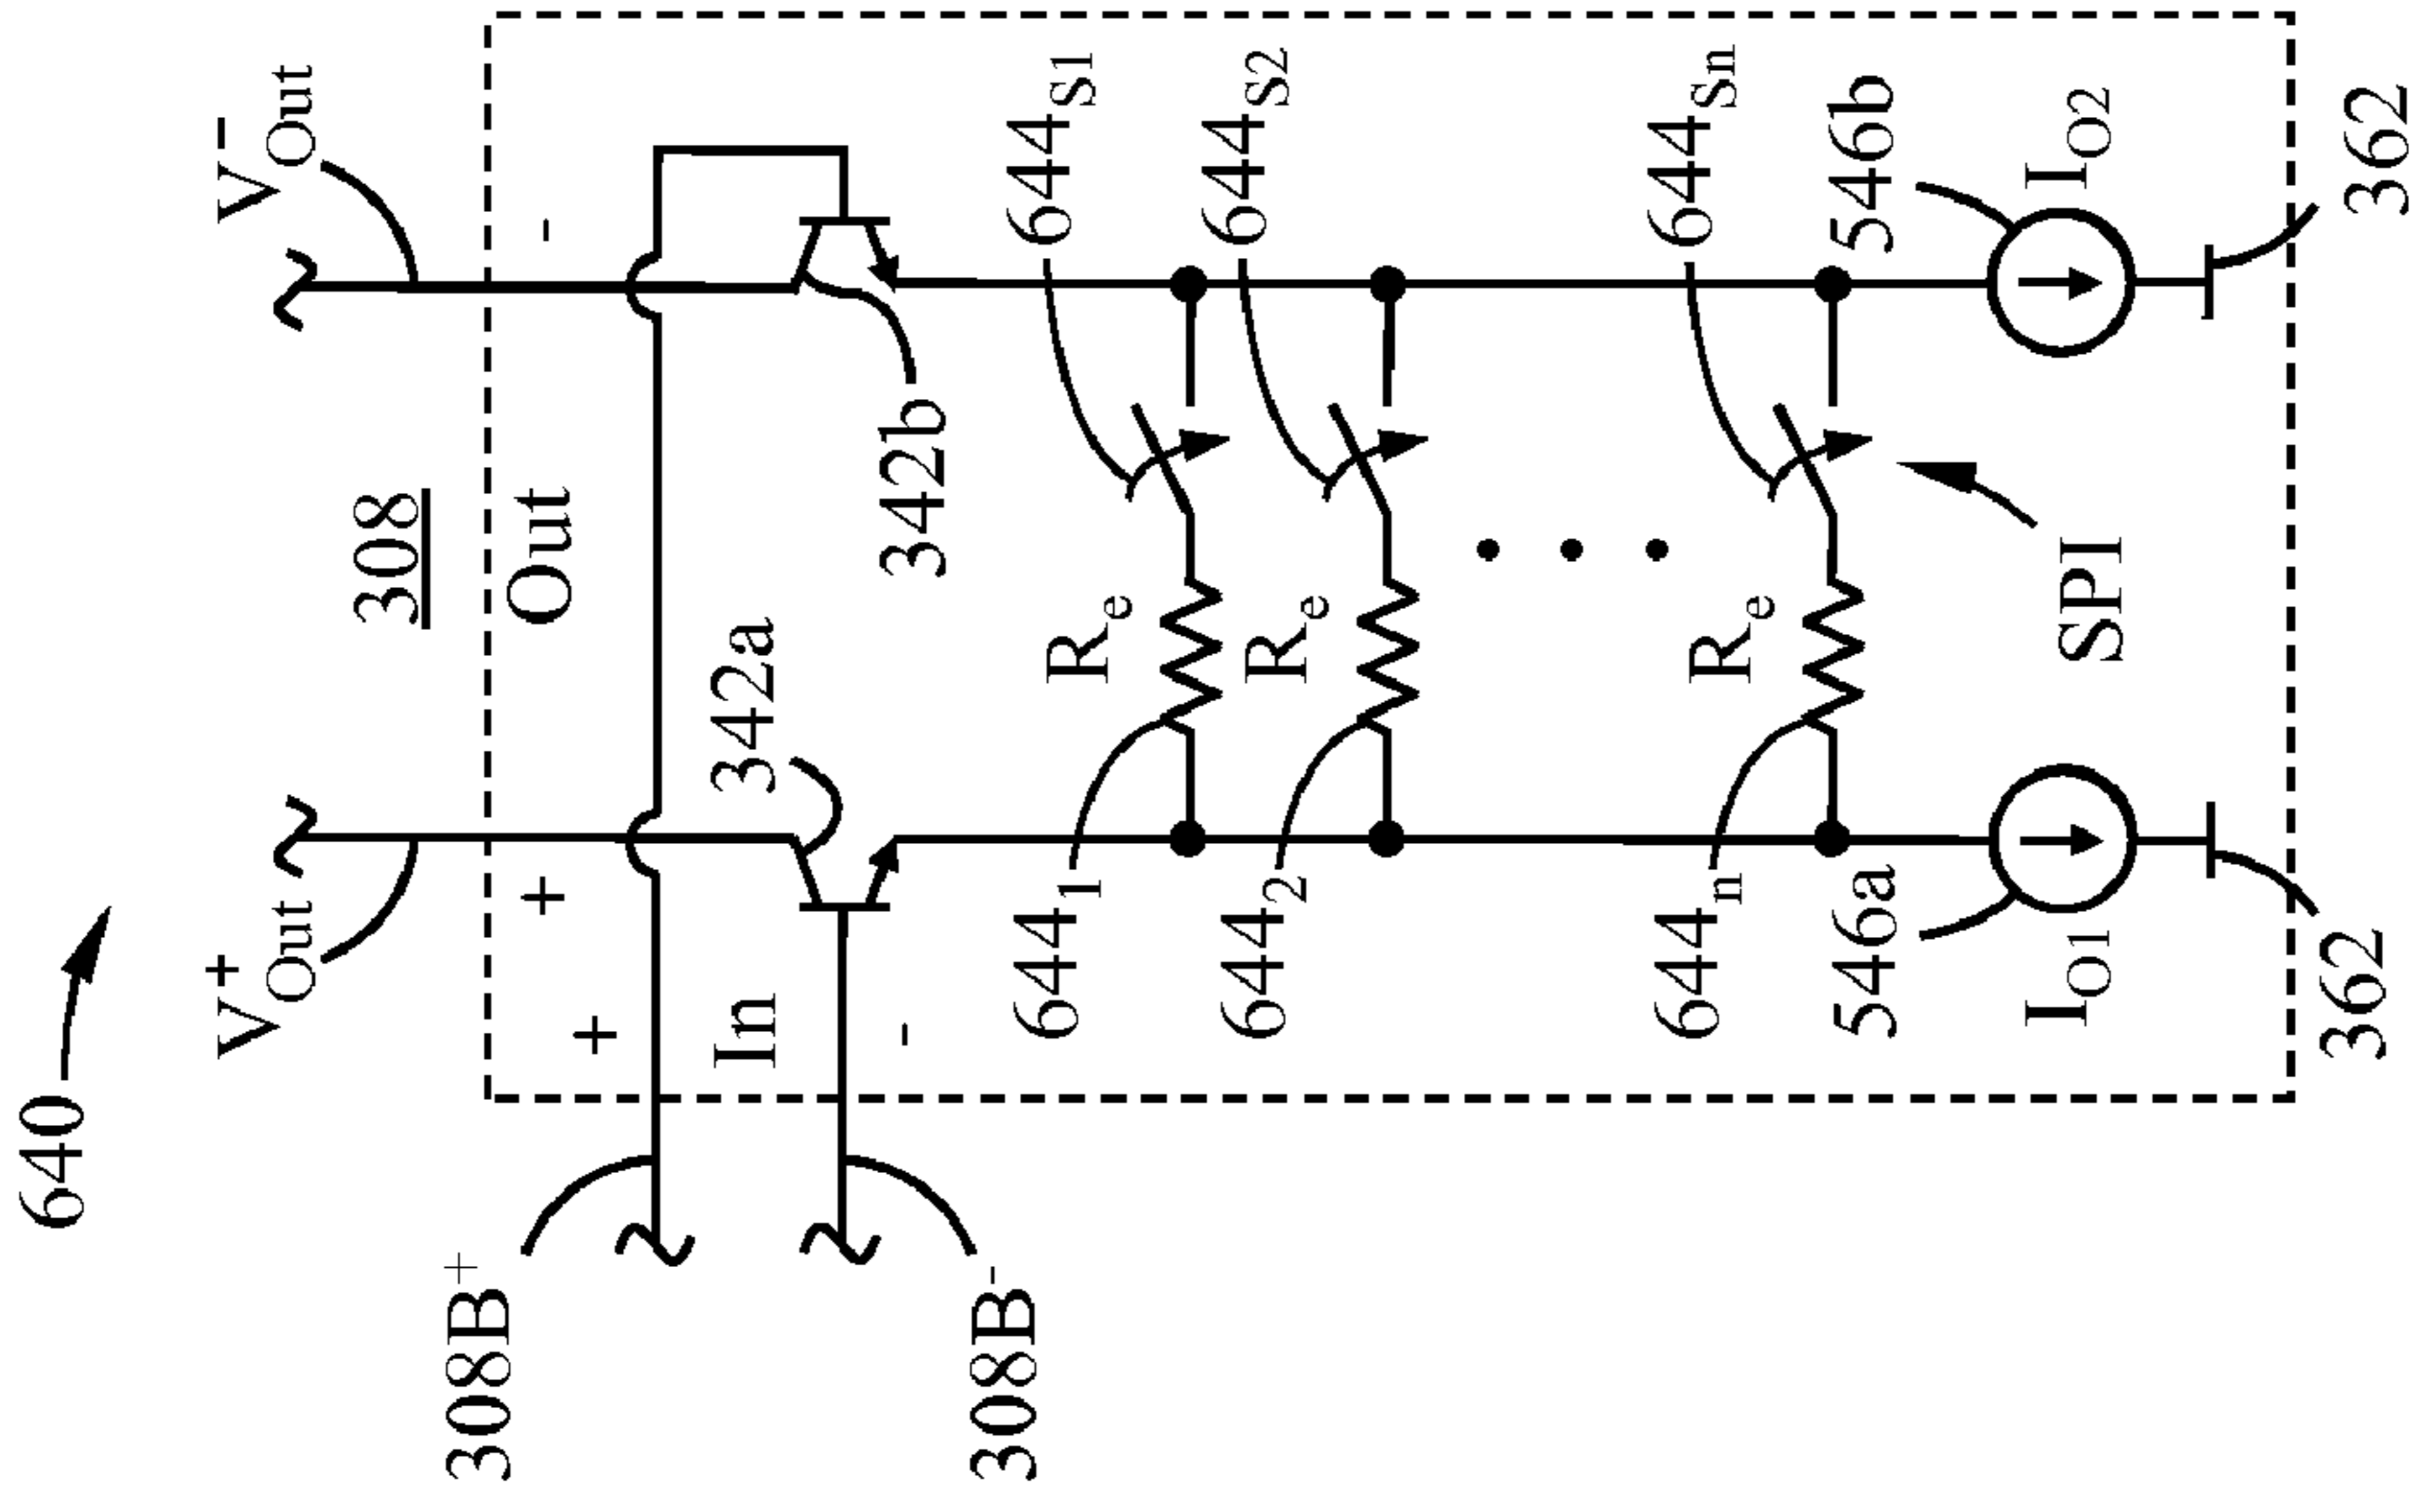 640
V⁺Out V⁻Out
308
308B⁺
+ Out -
+
In 342a
- 342b
308B⁻
644₁ 644S1
Re
644₂ 644S2
Re
• • •
644n 644Sn
Re
546a 546b
IO1 SPI IO2
362 362